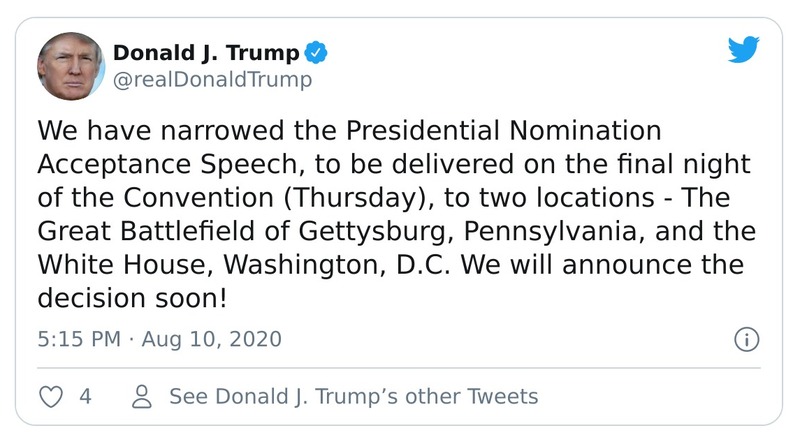 Donald J. Trump
@realDonaldTrump
We have narrowed the Presidential Nomination
Acceptance Speech, to be delivered on the final night
of the Convention (Thursday), to two locations - The
Great Battlefield of Gettysburg, Pennsylvania, and the
White House, Washington, D.C. We will announce the
decision soon!
5:15 PM · Aug 10, 2020
4 See Donald J. Trump’s other Tweets